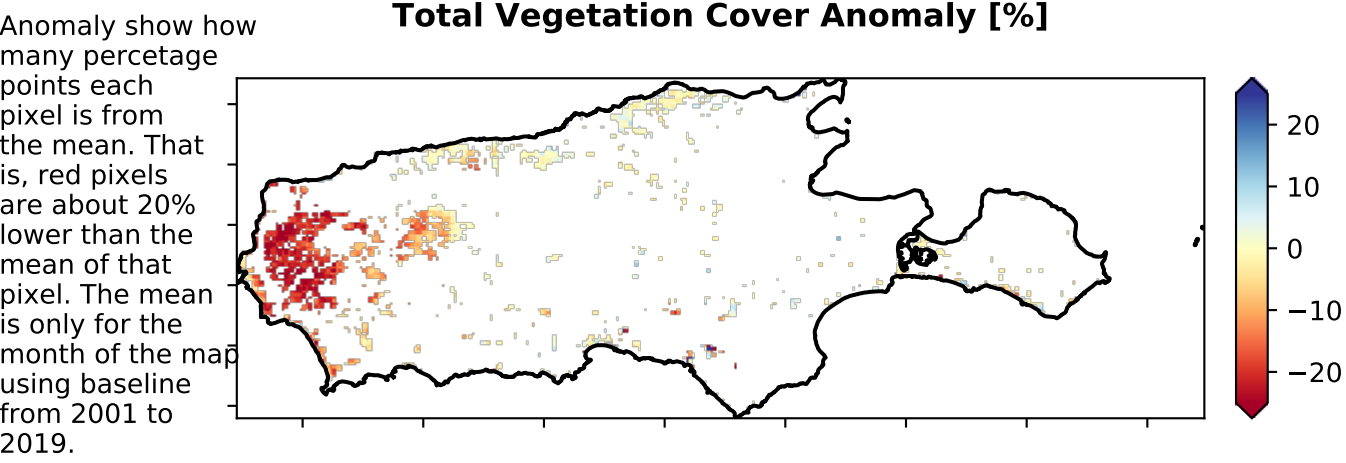 Total Vegetation Cover Anomaly [%]
Anomaly show how
many percetage
points each
pixel is from
the mean. That
is, red pixels
are about 20%
lower than the
mean of that
pixel. The mean
is only for the
month of the map
using baseline
from 2001 to
2019.
20
10
0
−10
−20